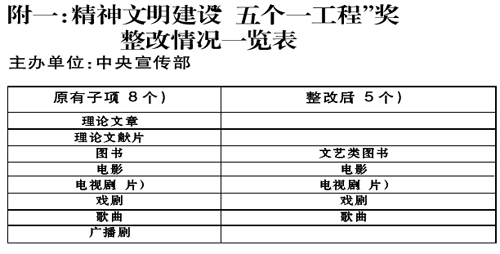 附一:精神文明建设“五个一工程”奖
整改情况一览表
主办单位:中央宣传部
原有子项( 8 个) 整改后( 5 个)
理论文章
理论文献片
图书 文艺类图书
电影 电影
电视剧( 片) 电视剧( 片)
戏剧 戏剧
歌曲 歌曲
广播剧